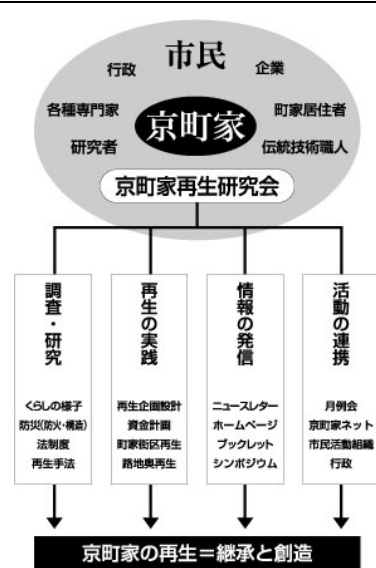 市民
行政
企業
各種専門家
町家居住者
京町家
研究者
伝統技術職人
京町家再生研究会
調査・研究
くらしの様子
防災(防火・構造)
法制度
再生手法
再生の実践
再生企画設計
資金計画
町家街区再生
路地奥再生
情報の発信
ニュースレター
ホームページ
ブックレット
シンポジウム
活動の連携
月例会
京町家ネット
市民活動組織
行政
京町家の再生＝継承と創造